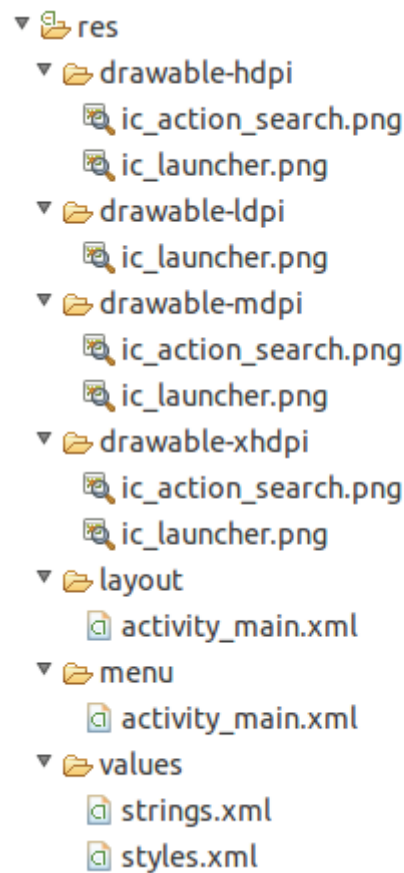 res
drawable-hdpi
ic_action_search.png
ic_launcher.png
drawable-ldpi
ic_launcher.png
drawable-mdpi
ic_action_search.png
ic_launcher.png
drawable-xhdpi
ic_action_search.png
ic_launcher.png
layout
activity_main.xml
menu
activity_main.xml
values
strings.xml
styles.xml